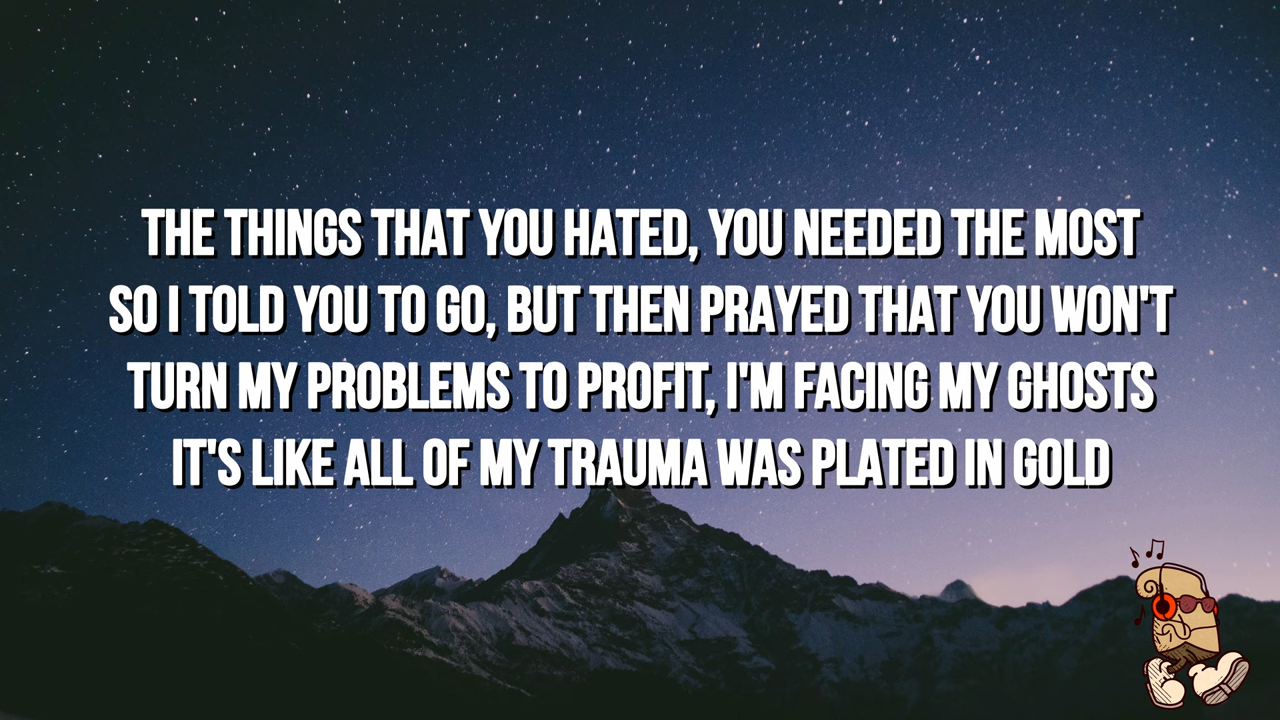 THE THINGS THAT YOU HATED, YOU NEEDED THE MOST
SO I TOLD YOU TO GO, BUT THEN PRAYED THAT YOU WON'T
TURN MY PROBLEMS TO PROFIT, I'M FACING MY GHOSTS
IT'S LIKE ALL OF MY TRAUMA WAS PLATED IN GOLD